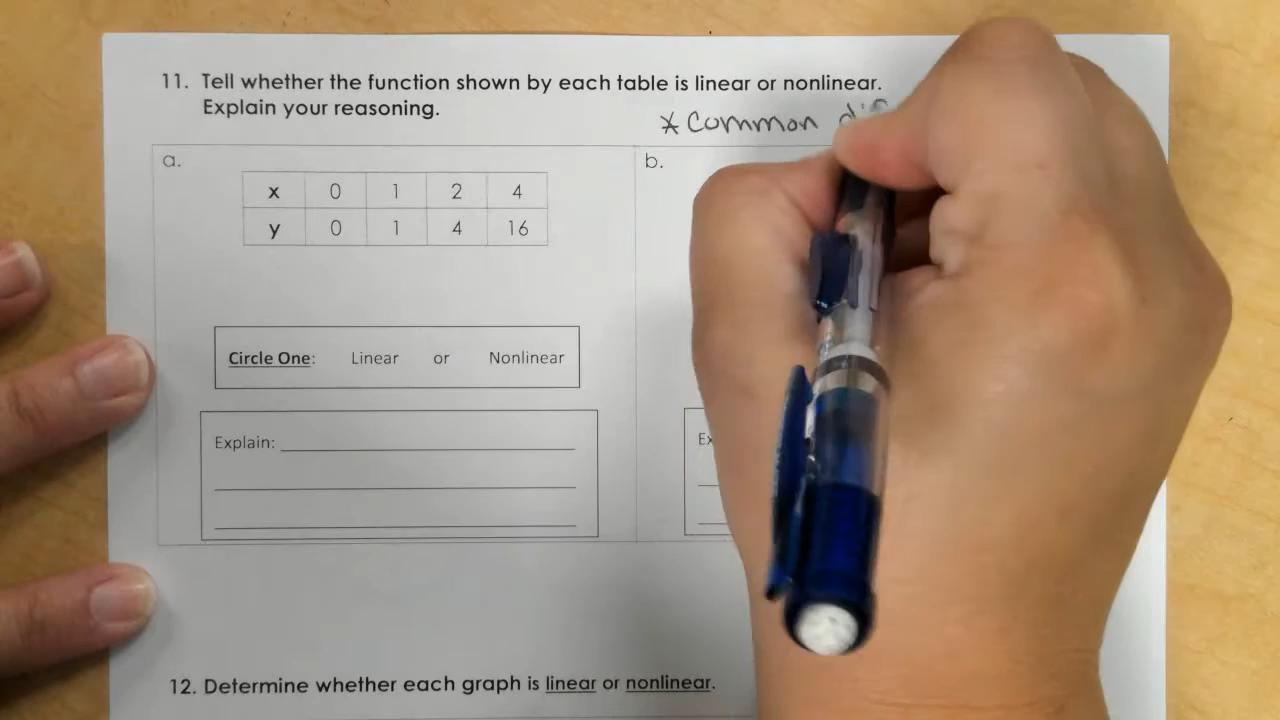 11. Tell whether the function shown by each table is linear or nonlinear.
Explain your reasoning.
* Common
a.
b.
x 0 1 2 4
y 0 1 4 16
Circle One: Linear or Nonlinear
Explain:
12. Determine whether each graph is linear or nonlinear.